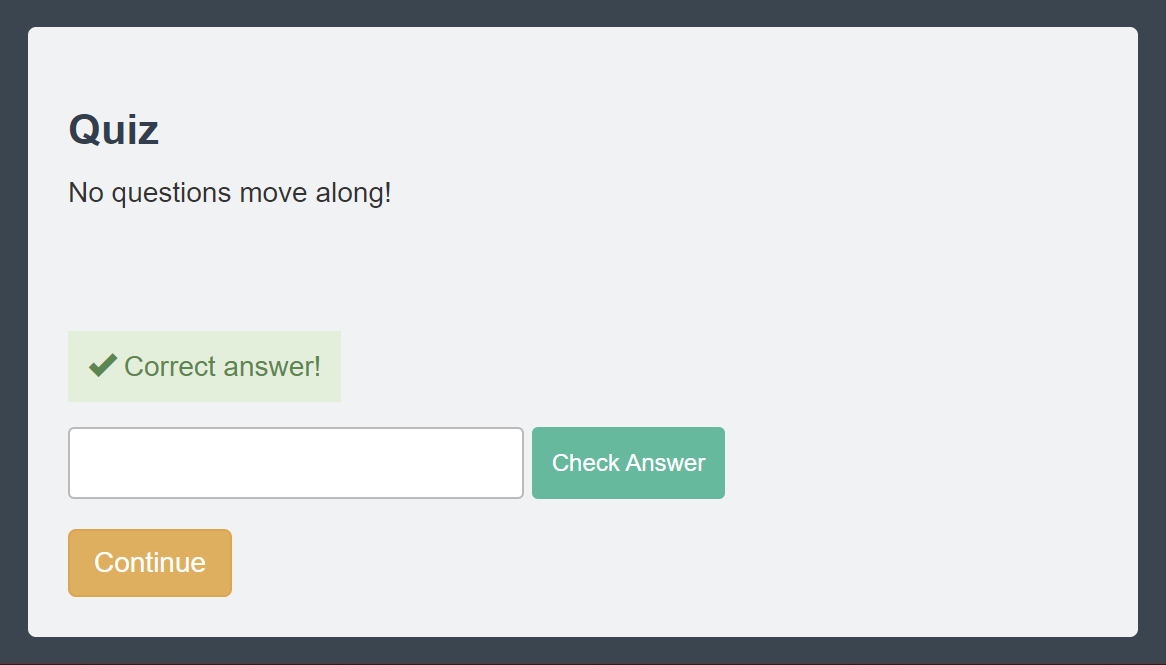 Quiz
No questions move along!
Correct answer!
Check Answer
Continue